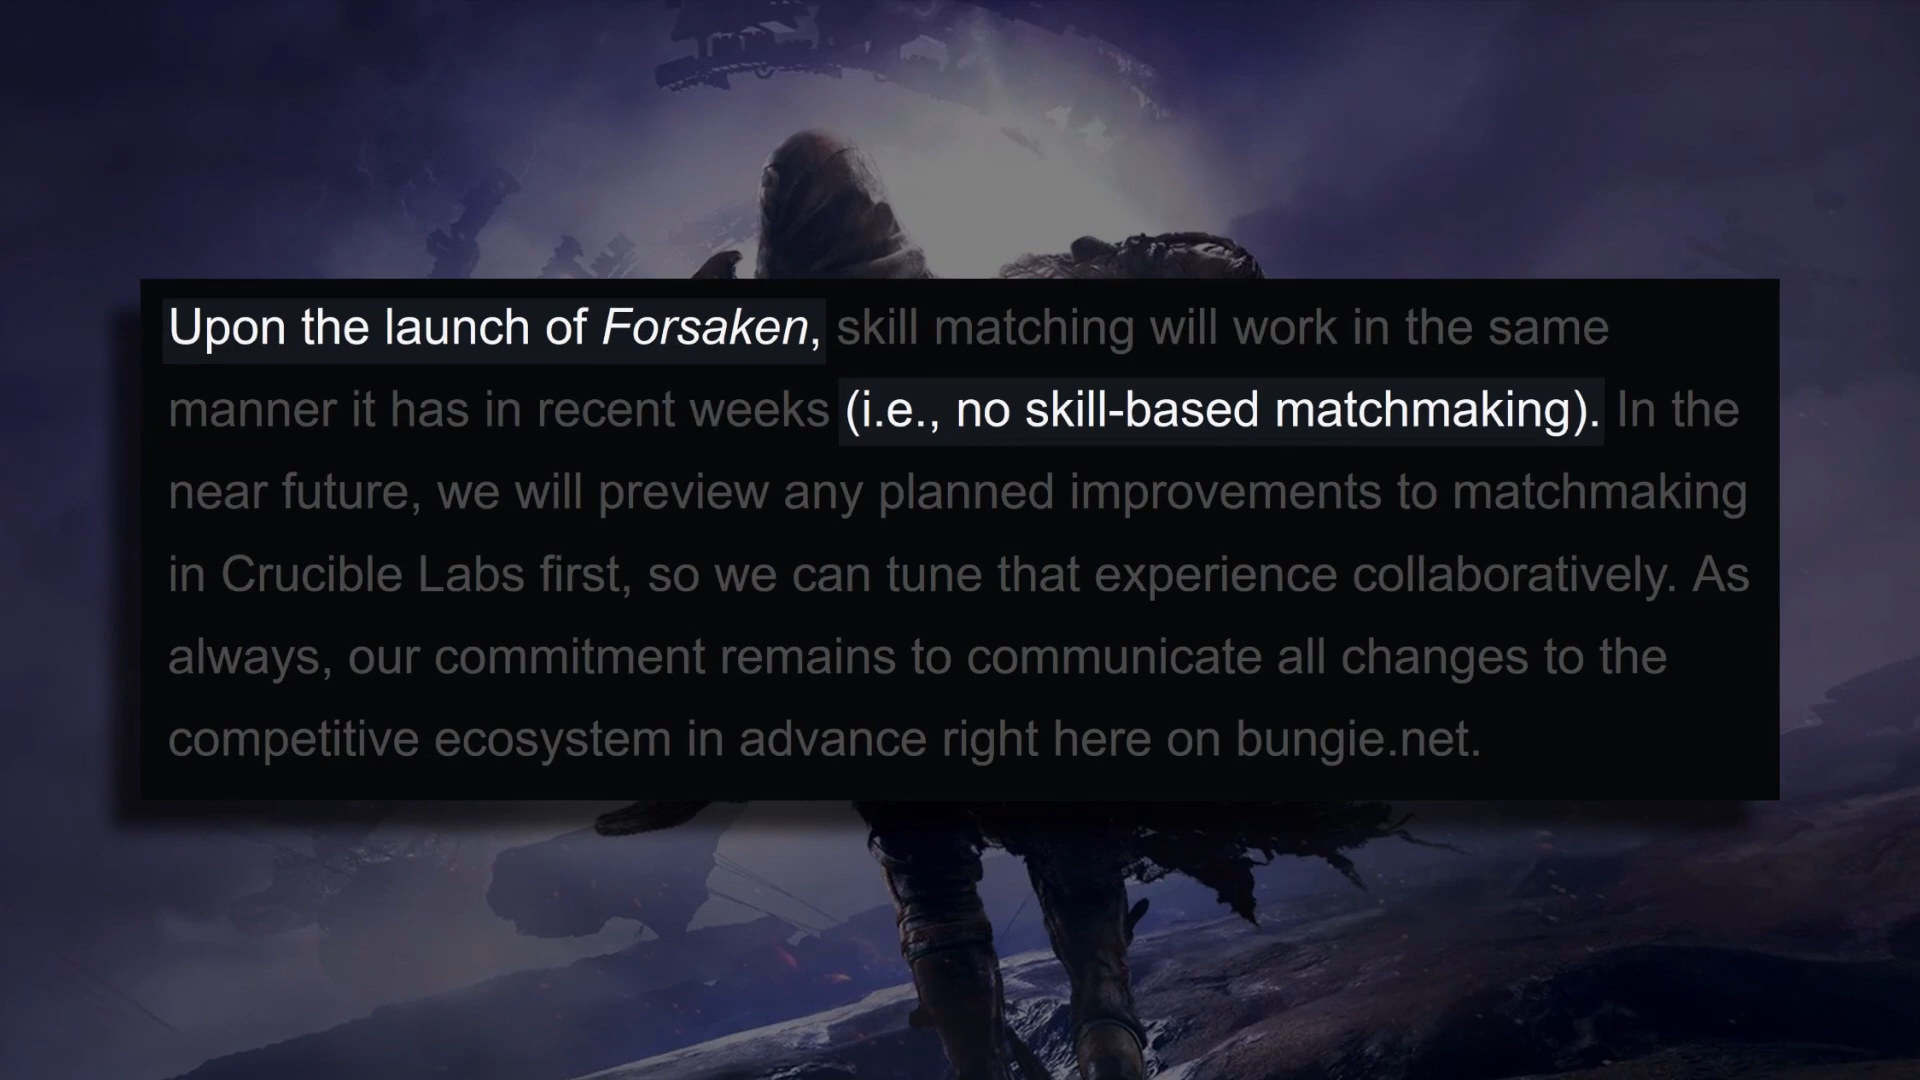 Upon the launch of Forsaken, skill matching will work in the same
manner it has in recent weeks (i.e., no skill-based matchmaking). In the
near future, we will preview any planned improvements to matchmaking
in Crucible Labs first, so we can tune that experience collaboratively. As
always, our commitment remains to communicate all changes to the
competitive ecosystem in advance right here on bungie.net.